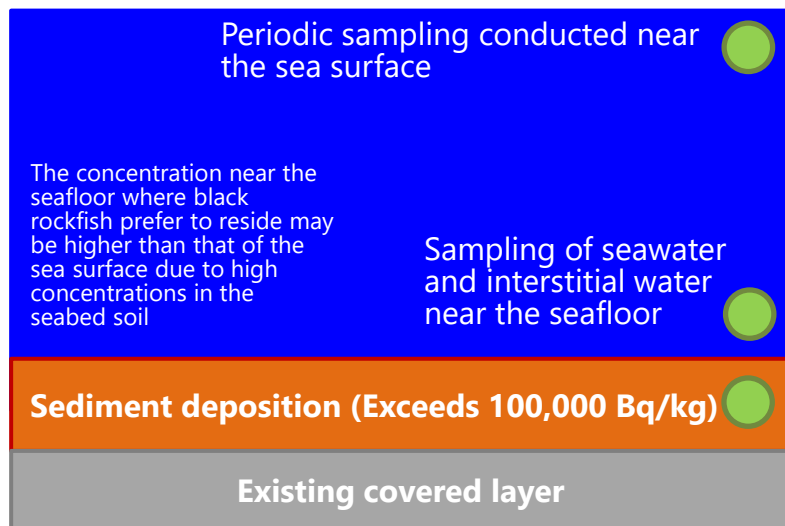 Periodic sampling conducted near
the sea surface
The concentration near the
seafloor where black
rockfish prefer to reside may
be higher than that of the
sea surface due to high
concentrations in the
seabed soil
Sampling of seawater
and interstitial water
near the seafloor
Sediment deposition (Exceeds 100,000 Bq/kg)
Existing covered layer